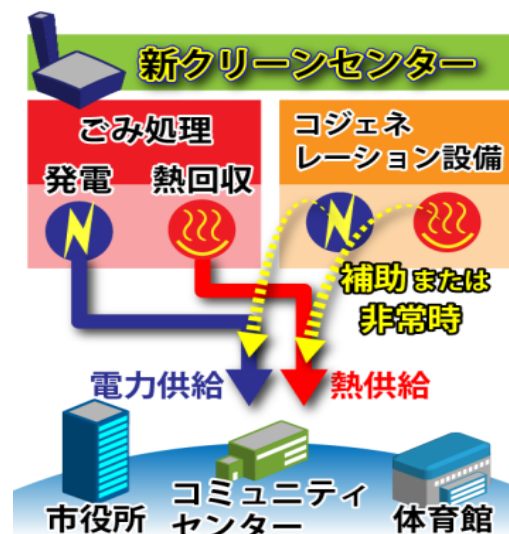 新クリーンセンター
ごみ処理
発電 熱回収
コジェネ
レーション設備
補助または
非常時
電力供給
熱供給
市役所
コミュニティ
センター
体育館